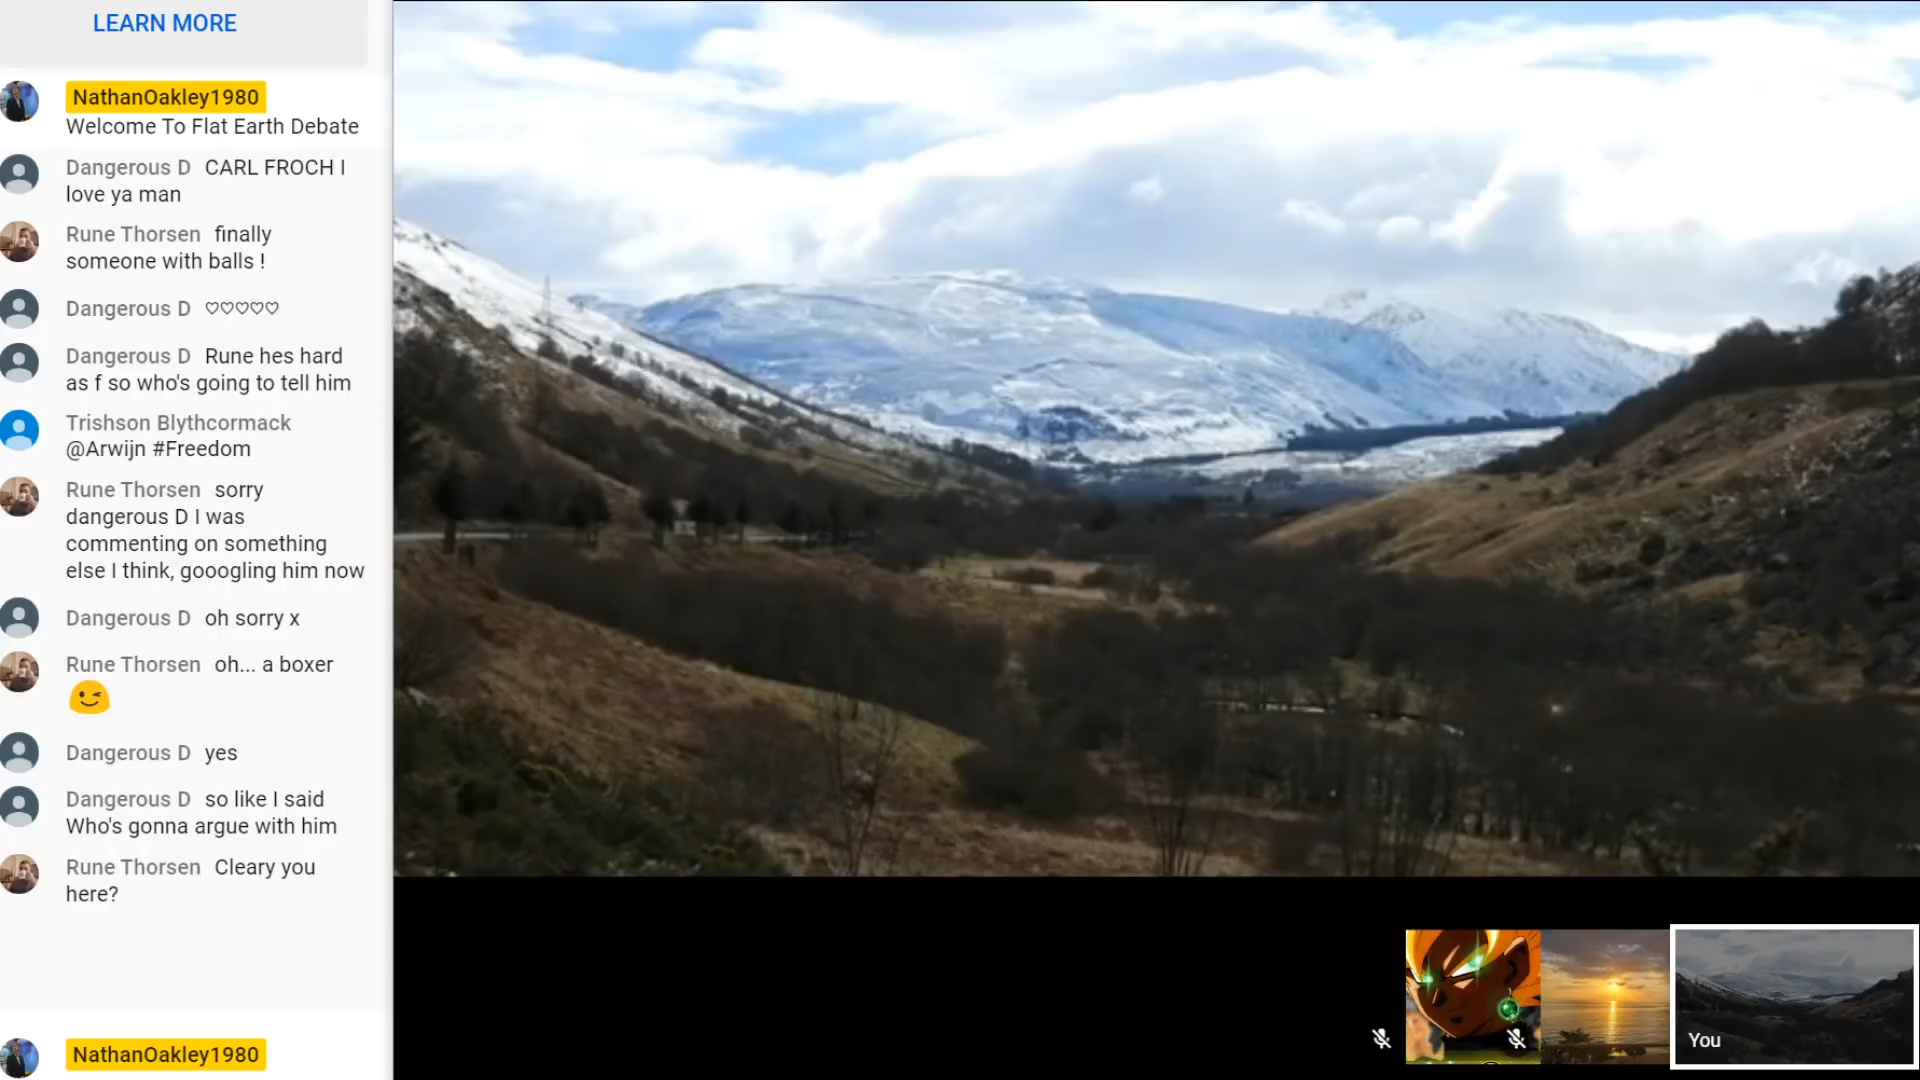 LEARN MORE
NathanOakley1980
Welcome To Flat Earth Debate
Dangerous D CARL FROCH I
love ya man
Rune Thorsen finally
someone with balls !
Dangerous D ♡♡♡♡♡
Dangerous D Rune hes hard
as f so who's going to tell him
Trishson Blythcormack
@Arwijn #Freedom
Rune Thorsen sorry
dangerous D I was
commenting on something
else I think, gooogling him now
Dangerous D oh sorry x
Rune Thorsen oh... a boxer
😉
Dangerous D yes
Dangerous D so like I said
Who's gonna argue with him
Rune Thorsen Cleary you
here?
NathanOakley1980
You